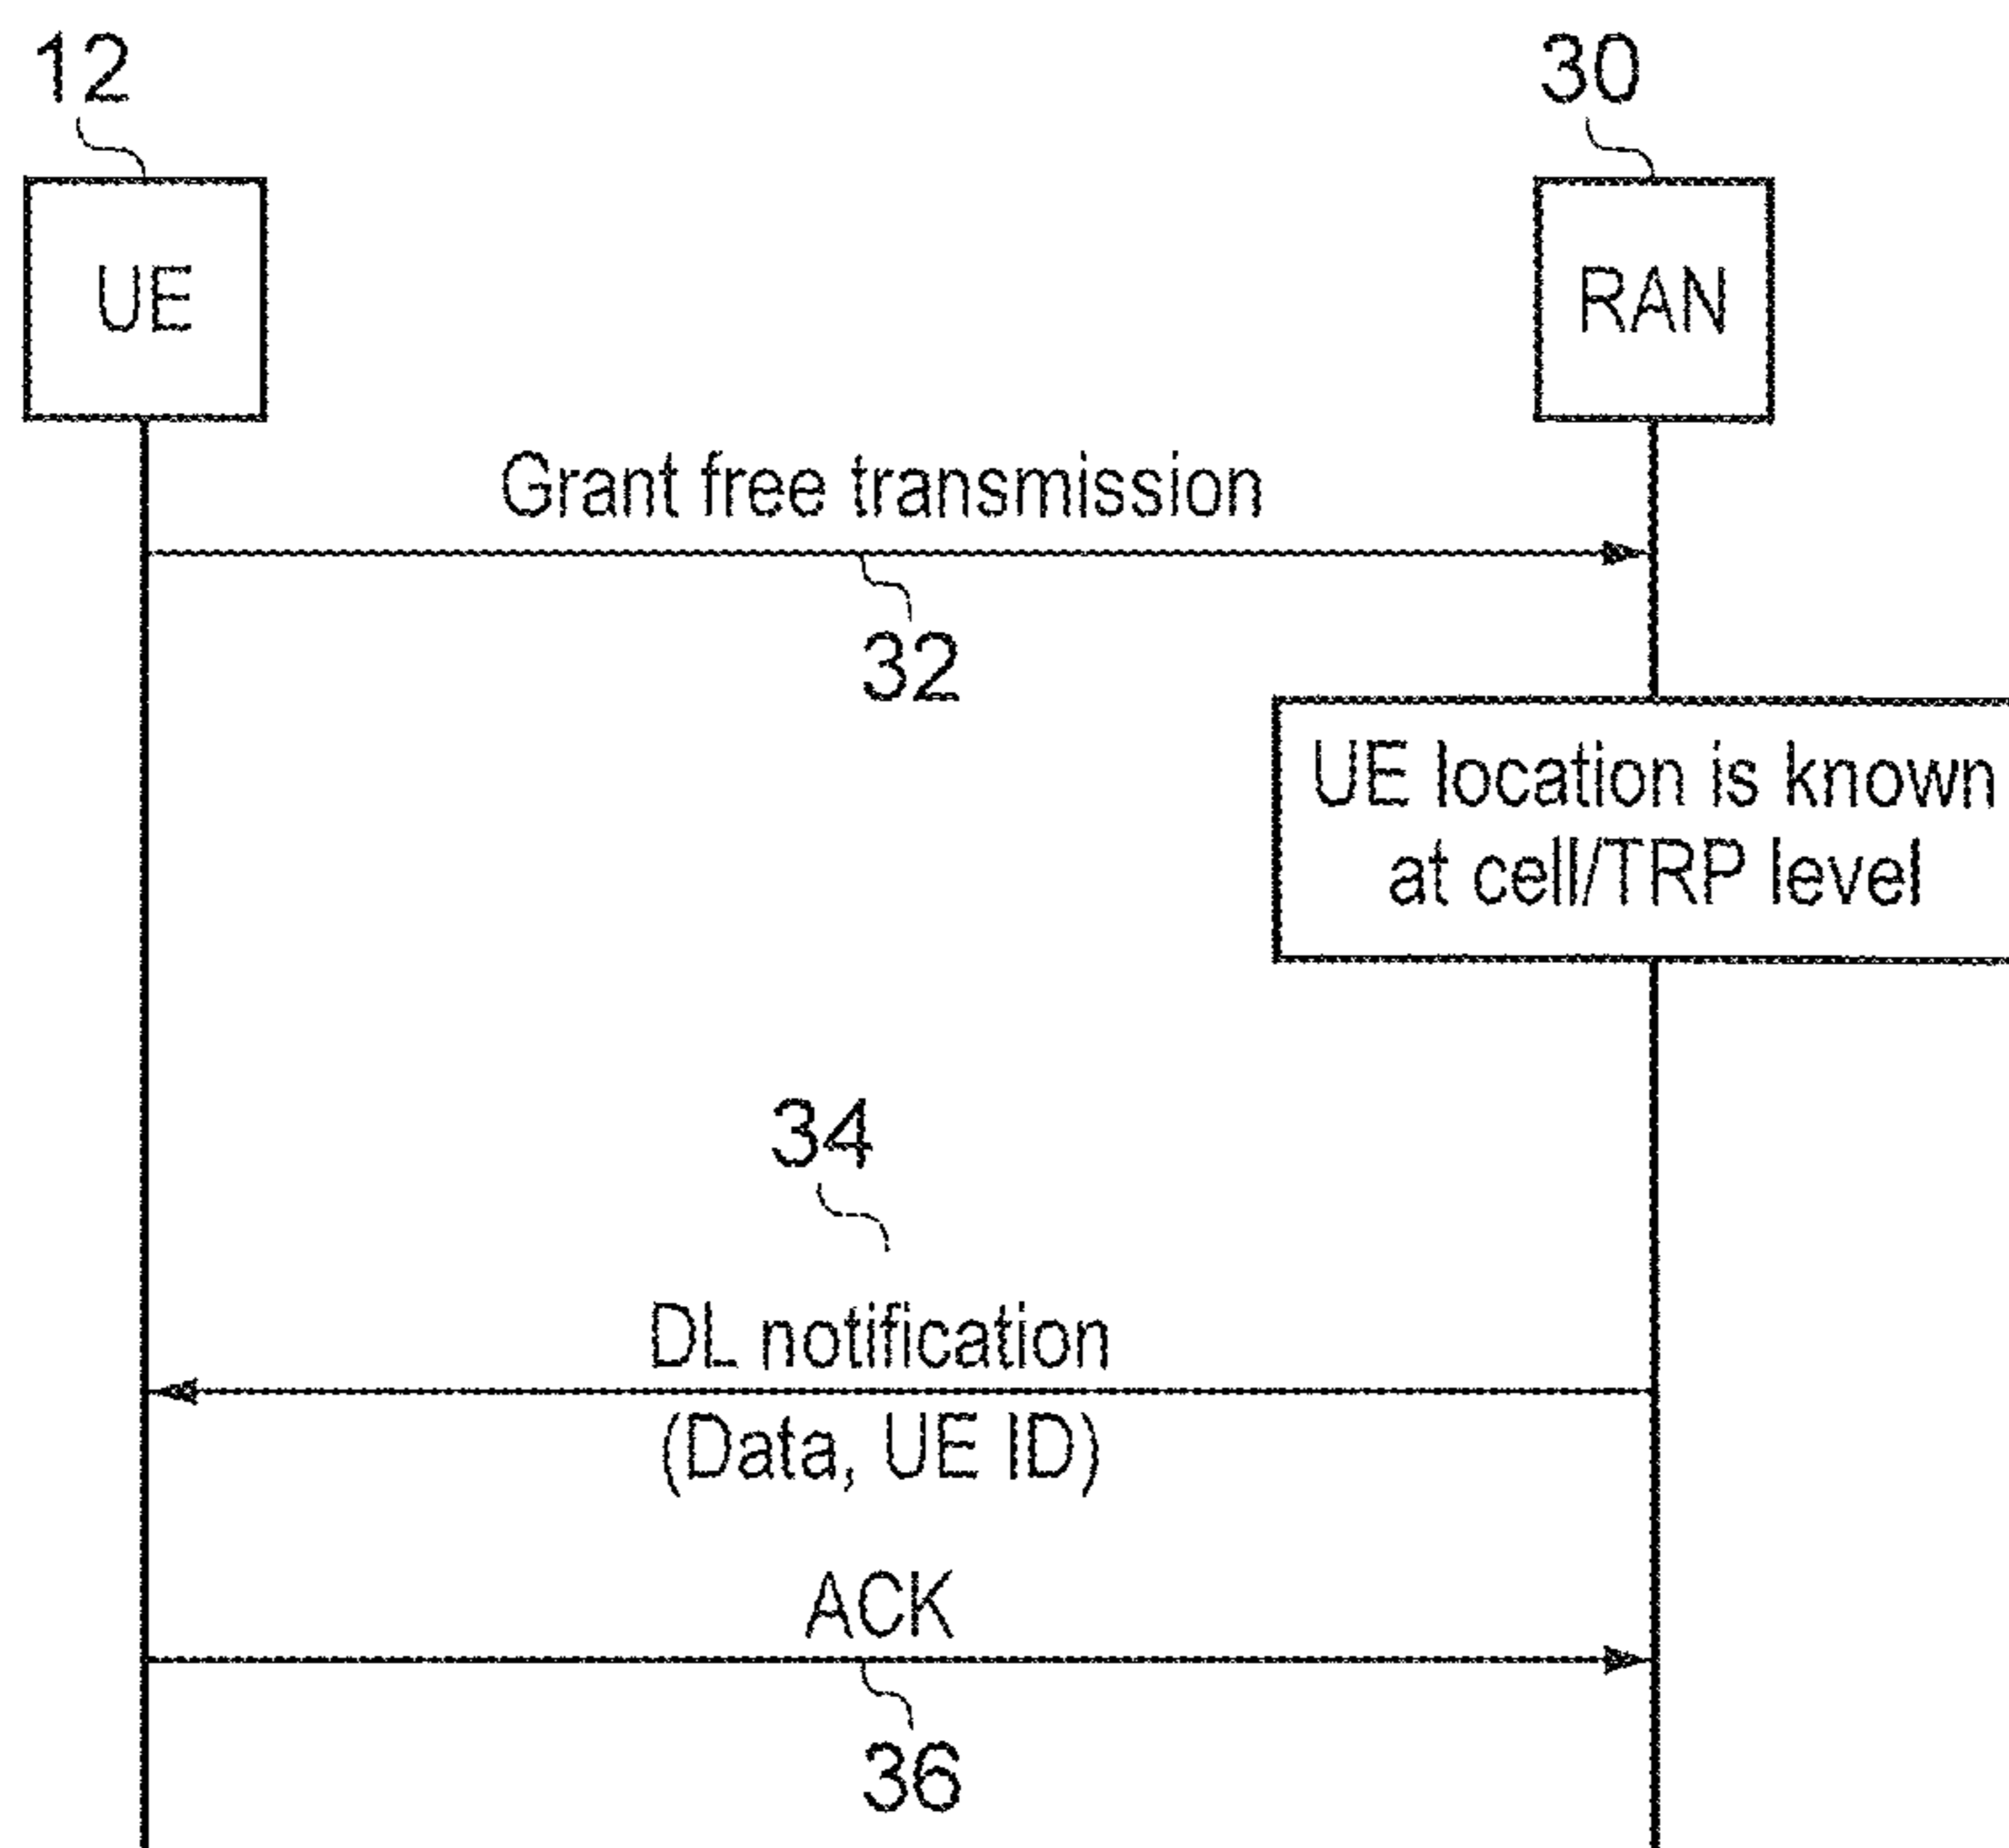 12
30
UE
RAN
Grant free transmission
32
UE location is known
at cell/TRP level
34
DL notification
(Data, UE ID)
ACK
36